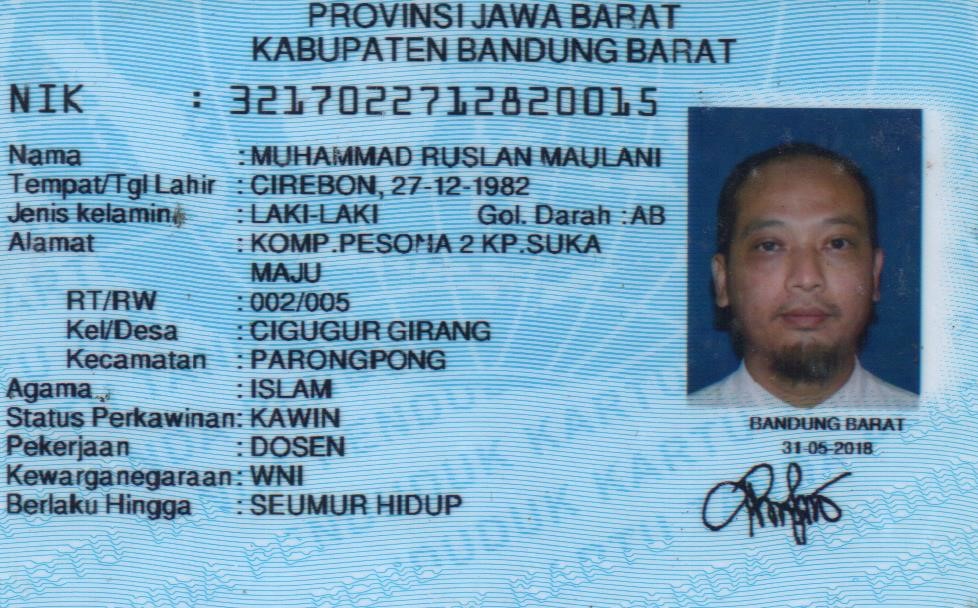 PROVINSI JAWA BARAT
KABUPATEN BANDUNG BARAT
NIK : 3217022712820015
Nama : MUHAMMAD RUSLAN MAULANI
Tempat/Tgl Lahir : CIREBON, 27-12-1982
Jenis kelamin : LAKI-LAKI Gol. Darah : AB
Alamat : KOMP.PESONA 2 KP.SUKA
MAJU
RT/RW : 002/005
Kel/Desa : CIGUGUR GIRANG
Kecamatan : PARONGPONG
Agama : ISLAM
Status Perkawinan: KAWIN
Pekerjaan : DOSEN
Kewarganegaraan: WNI
Berlaku Hingga : SEUMUR HIDUP
BANDUNG BARAT
31-05-2018